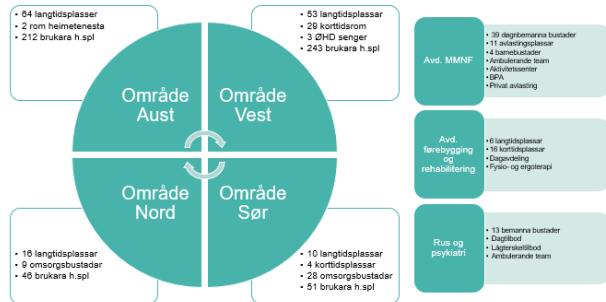 • 64 langtidsplasser
• 2 rom heimetenesta
• 212 brukara h.spl
• 53 langtidsplassar
• 29 korttidsrom
• 3 ØHD senger
• 243 brukara h.spl
Område
Aust
Område
Vest
Område
Nord
Område
Sør
• 16 langtidsplassar
• 9 omsorgsbustadar
• 46 brukara h.spl
• 10 langtidsplassar
• 4 korttidsplassar
• 28 omsorgsbustadar
• 51 brukara h.spl
Avd. MMNF
• 39 døgnbemanna bustader
• 11 avlastingsplassar
• 4 barnebustader
• Ambulerande team
• Aktivitetssenter
• BPA
• Privat avlasting
Avd.
førebygging
og
rehabilitering
• 6 langtidsplassar
• 16 korttidsplassar
• Dagavdeling
• Fysio- og ergoterapi
Rus og
psykiatri
• 13 bemanna bustader
• Dagtilbod
• Lågterskeltilbod
• Ambulerande team